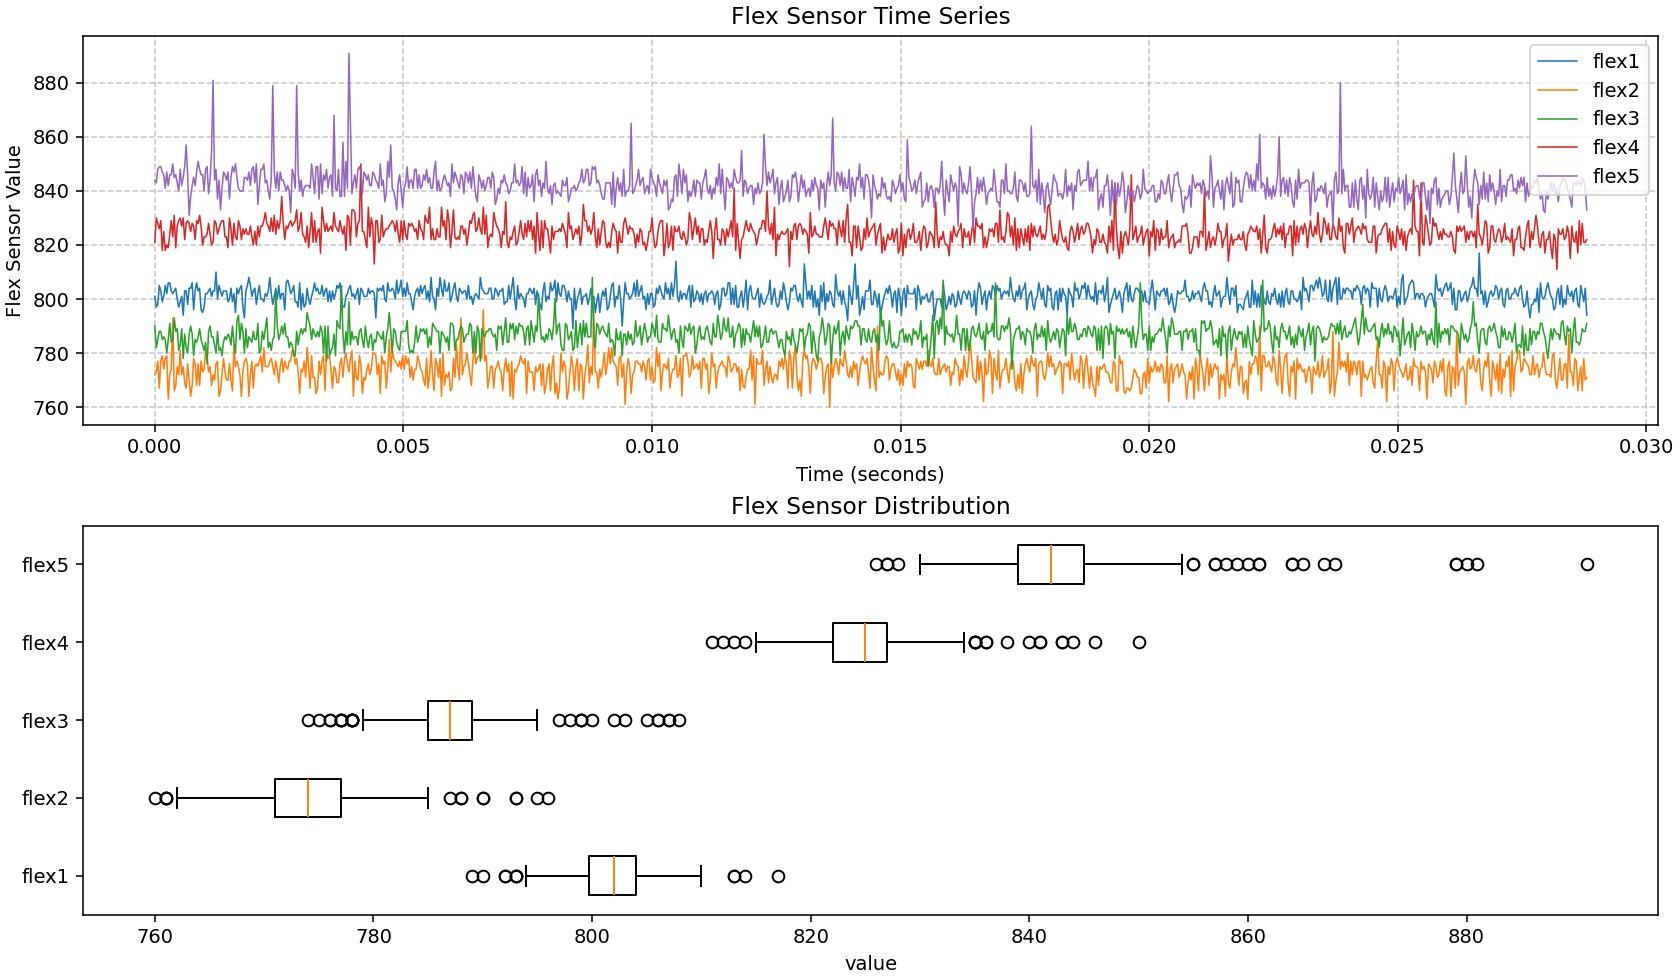 Flex Sensor Time Series
Flex Sensor Value
880
860
840
820
800
780
760
flex1
flex2
flex3
flex4
flex5
0.000 0.005 0.010 0.015 0.020 0.025 0.030
Time (seconds)
Flex Sensor Distribution
flex5
flex4
flex3
flex2
flex1
760 780 800 820 840 860 880
value